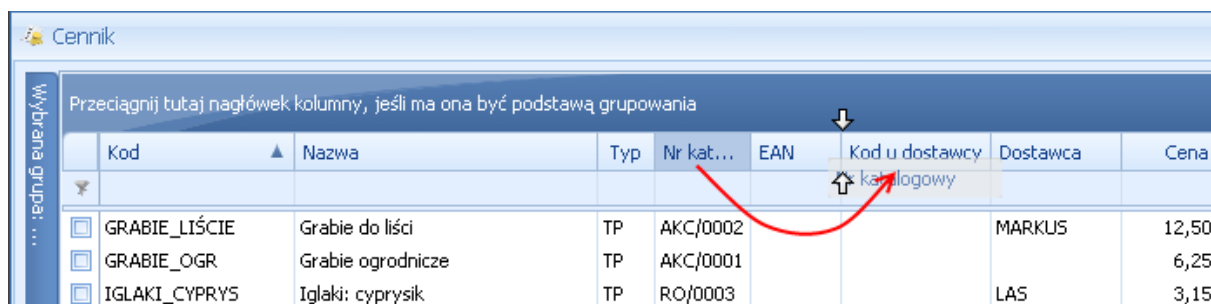 Cennik
Wybrana grupa: ...
Przeciągnij tutaj nagłówek kolumny, jeśli ma ona być podstawą grupowania
Kod Nazwa Typ Nr kat... EAN Kod u dostawcy Dostawca Cena
Nr katalogowy
GRABIE_LIŚCIE Grabie do liści TP AKC/0002 MARKUS 12,50
GRABIE_OGR Grabie ogrodnicze TP AKC/0001 6,25
IGLAKI_CYPRYS Iglaki: cyprysik TP RO/0003 LAS 3,15